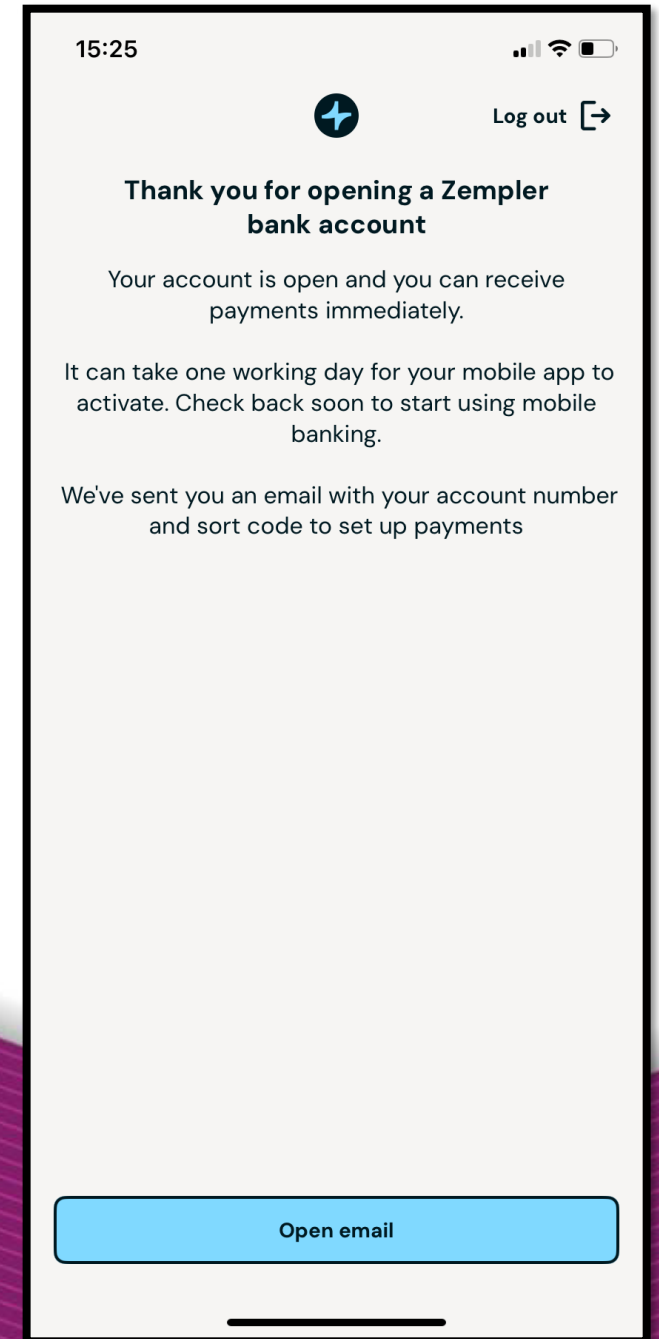 15:25
Log out
Thank you for opening a Zempler
bank account
Your account is open and you can receive
payments immediately.
It can take one working day for your mobile app to
activate. Check back soon to start using mobile
banking.
We've sent you an email with your account number
and sort code to set up payments
Open email